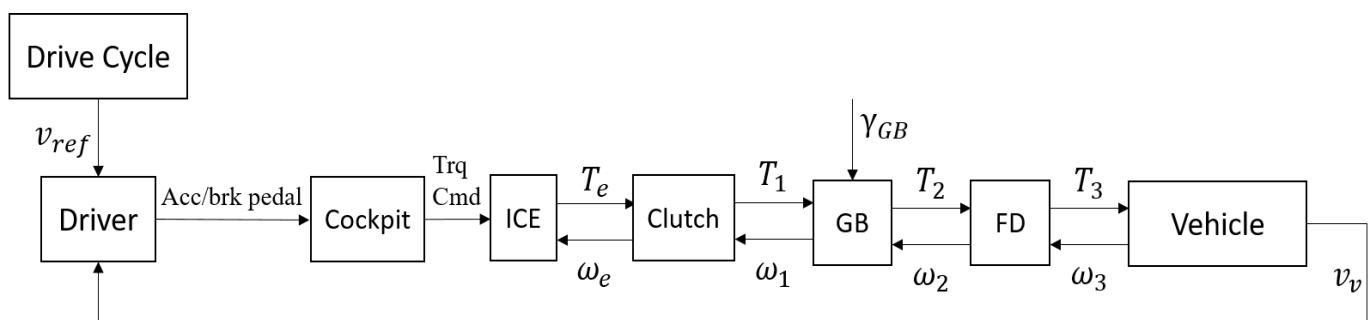 Drive Cycle
v_ref
γ_GB
Acc/brk pedal
Trq
Cmd
T_e
T_1
T_2
T_3
Driver
Cockpit
ICE
Clutch
GB
FD
Vehicle
ω_e
ω_1
ω_2
ω_3
v_v